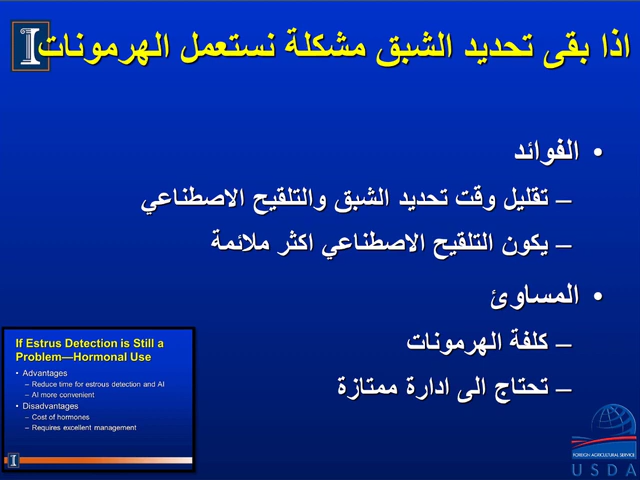 اذا بقى تحديد الشبق مشكلة نستعمل الهرمونات
• الفوائد
– تقليل وقت تحديد الشبق والتلقيح الاصطناعي
– يكون التلقيح الاصطناعي اكثر ملائمة
• المساوئ
– كلفة الهرمونات
– تحتاج الى ادارة ممتازة
If Estrus Detection is Still a
Problem—Hormonal Use
• Advantages
– Reduce time for estrous detection and AI
– AI more convenient
• Disadvantages
– Cost of hormones
– Requires excellent management
FOREIGN AGRICULTURAL SERVICE
USDA